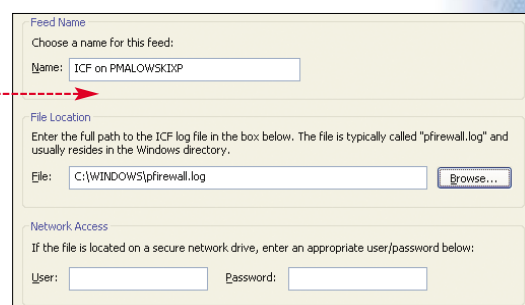 Feed Name
Choose a name for this feed:
Name: ICF on PMALOWSKIXP
File Location
Enter the full path to the ICF log file in the box below. The file is typically called "pfirewall.log" and
usually resides in the Windows directory.
File: C:\WINDOWS\pfirewall.log Browse...
Network Access
If the file is located on a secure network drive, enter an appropriate user/password below:
User: Password: